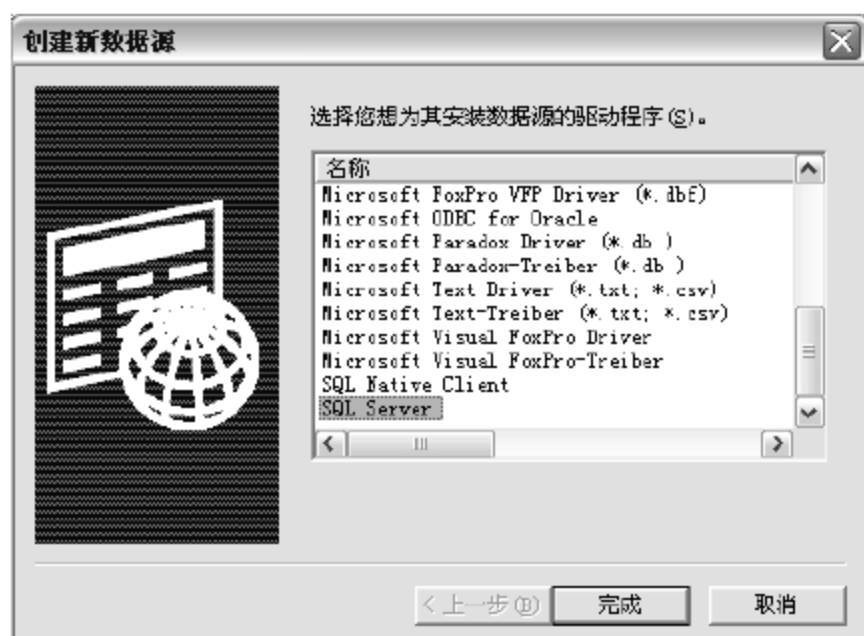 创建新数据源
选择您想为其安装数据源的驱动程序(S)。
名称
Microsoft FoxPro VFP Driver (*.dbf)
Microsoft ODBC for Oracle
Microsoft Paradox Driver (*.db )
Microsoft Paradox-Treiber (*.db )
Microsoft Text Driver (*.txt; *.csv)
Microsoft Text-Treiber (*.txt; *.csv)
Microsoft Visual FoxPro Driver
Microsoft Visual FoxPro-Treiber
SQL Native Client
SQL Server
< 上一步(B) 完成 取消